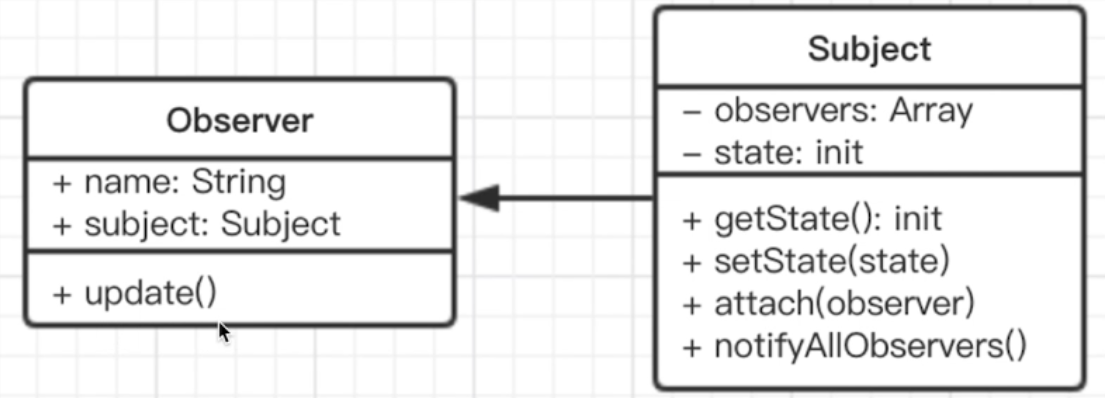 Observer
+ name: String
+ subject: Subject
+ update()
Subject
– observers: Array
– state: init
+ getState(): init
+ setState(state)
+ attach(observer)
+ notifyAllObservers()